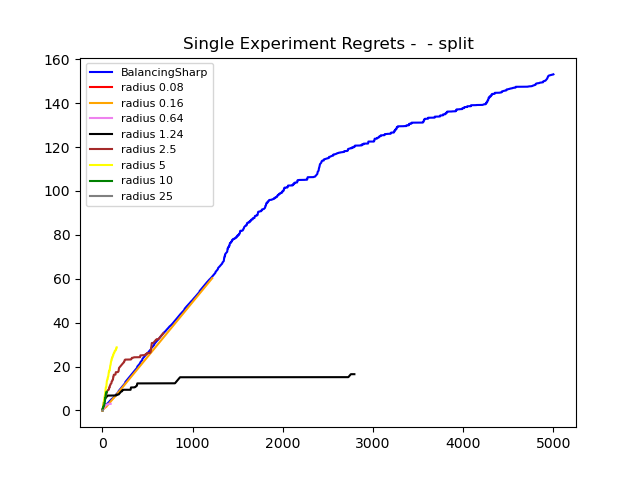 Single Experiment Regrets -  - split
160
140
120
100
80
60
40
20
0
BalancingSharp
radius 0.08
radius 0.16
radius 0.64
radius 1.24
radius 2.5
radius 5
radius 10
radius 25
0 1000 2000 3000 4000 5000